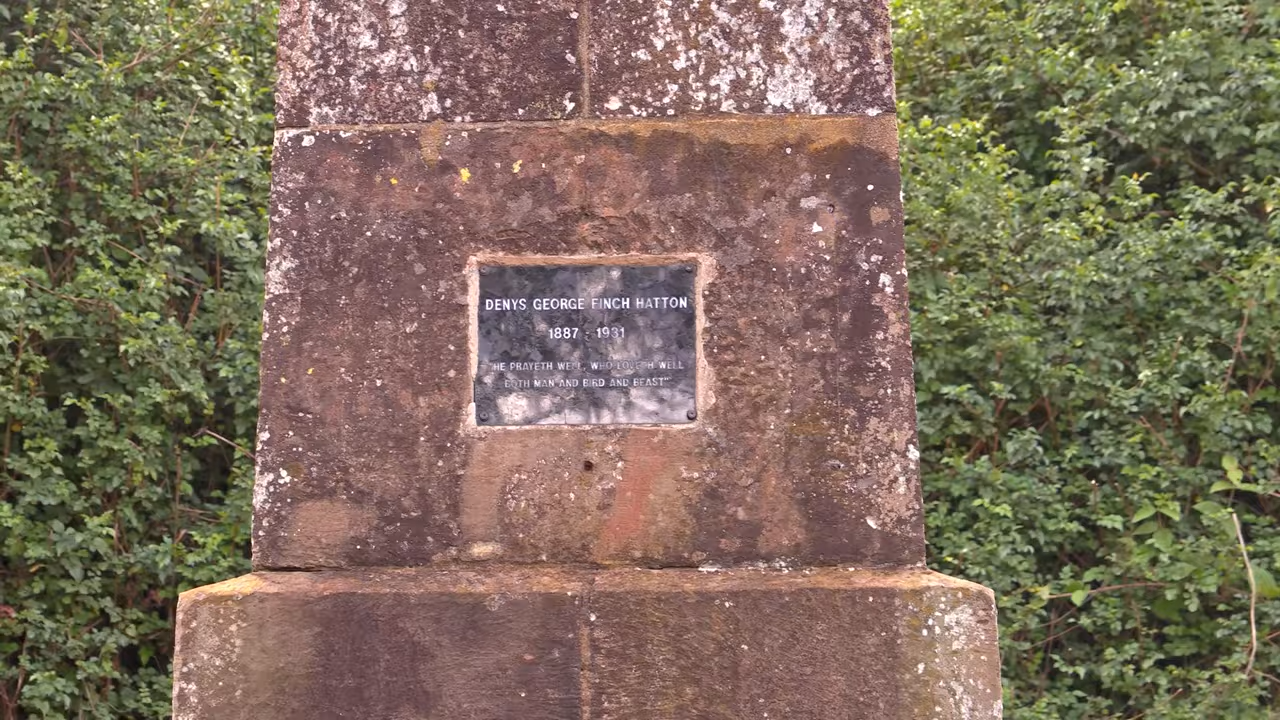 DENYS GEORGE FINCH HATTON
1887 - 1931
"HE PRAYETH WELL, WHO LOVETH WELL
BOTH MAN AND BIRD AND BEAST"